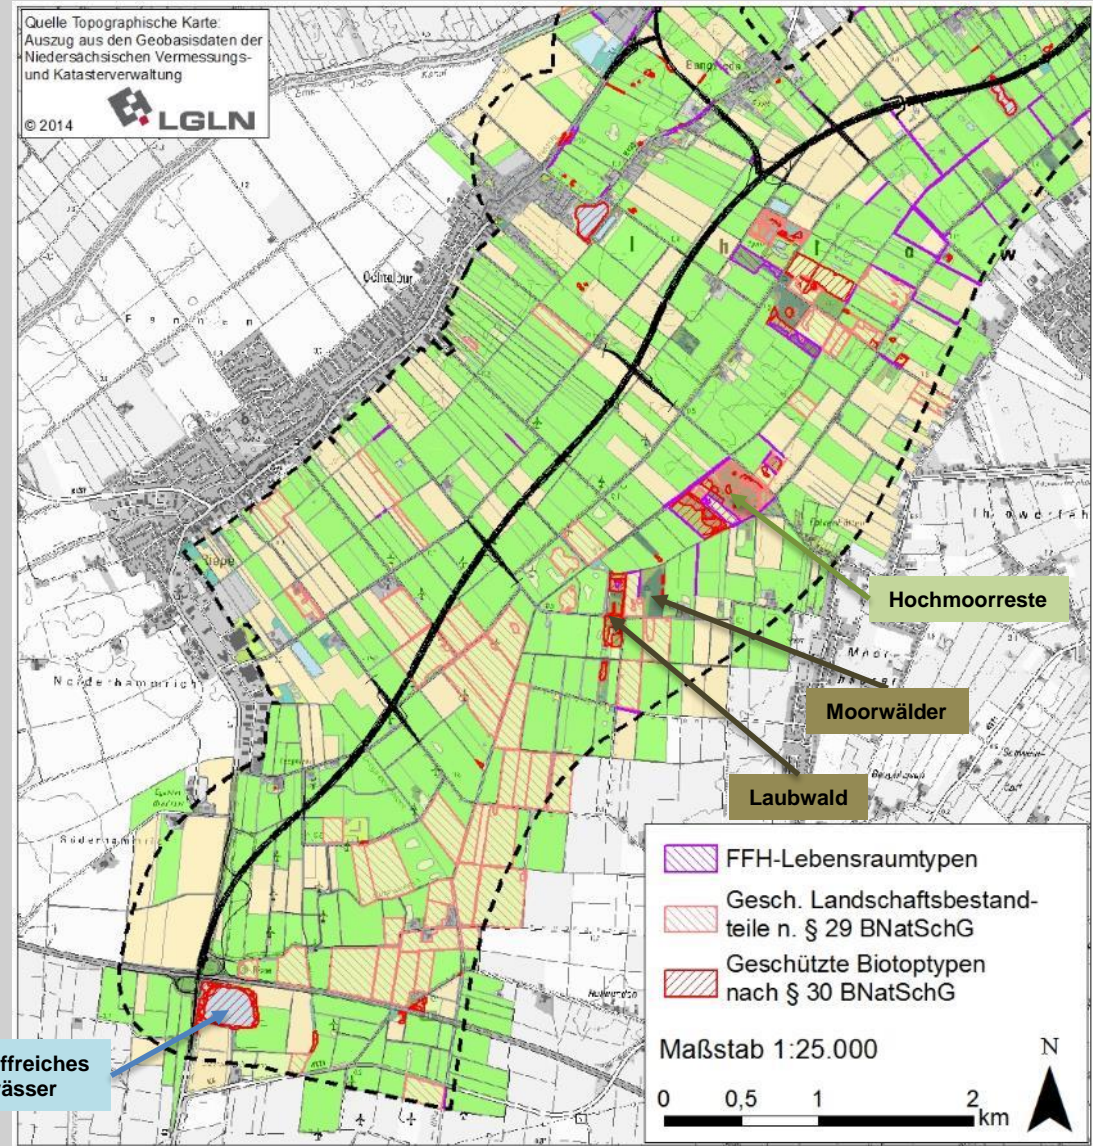 Quelle Topographische Karte:
Auszug aus den Geobasisdaten der
Niedersächsischen Vermessungs-
und Katasterverwaltung
© 2014
LGLN
Ochtelbur
Riepe
l
h
l
o
w
Hochmoorreste
Moorwälder
Laubwald
ffreiches
ässer
FFH-Lebensraumtypen
Gesch. Landschaftsbestand-
teile n. § 29 BNatSchG
Geschützte Biotoptypen
nach § 30 BNatSchG
Maßstab 1:25.000
N
0
0,5
1
2
km